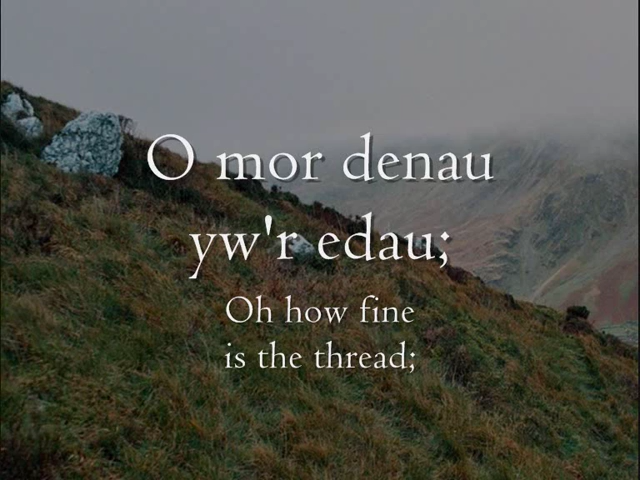 O mor denau
yw'r edau;
Oh how fine
is the thread;